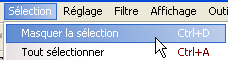 Sélection Réglage Filtre Affichage Outi
Masquer la sélection Ctrl+D
Tout sélectionner Ctrl+A